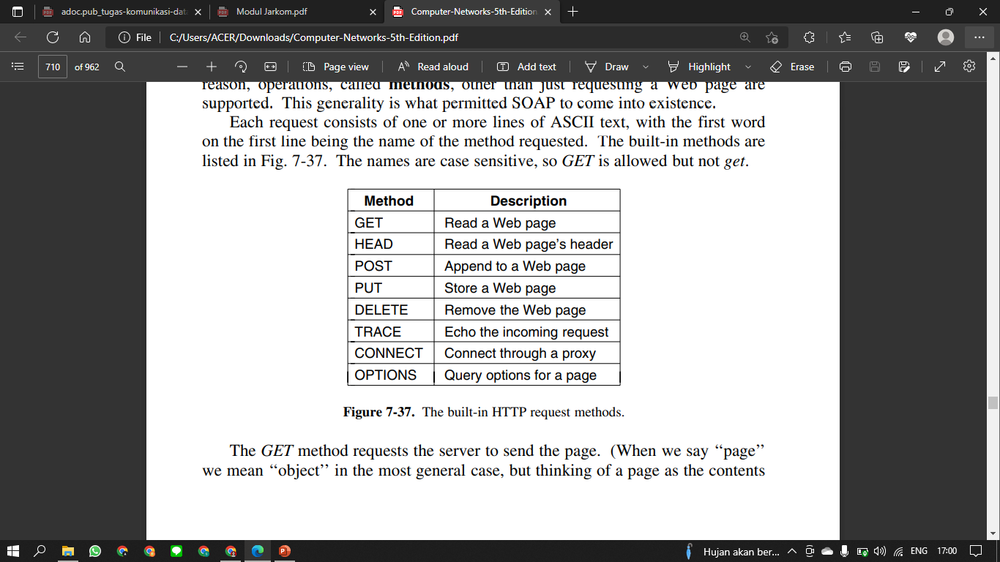 adoc.pub_tugas-komunikasi-dat
Modul Jarkom.pdf
Computer-Networks-5th-Edition
File
C:/Users/ACER/Downloads/Computer-Networks-5th-Edition.pdf
710 of 962
Page view
Read aloud
Add text
Draw
Highlight
Erase
reason, operations, called methods, other than just requesting a Web page are
supported. This generality is what permitted SOAP to come into existence.
Each request consists of one or more lines of ASCII text, with the first word
on the first line being the name of the method requested. The built-in methods are
listed in Fig. 7-37. The names are case sensitive, so GET is allowed but not get.
Method Description
GET Read a Web page
HEAD Read a Web page’s header
POST Append to a Web page
PUT Store a Web page
DELETE Remove the Web page
TRACE Echo the incoming request
CONNECT Connect through a proxy
OPTIONS Query options for a page
Figure 7-37. The built-in HTTP request methods.
The GET method requests the server to send the page. (When we say ‘‘page’’
we mean ‘‘object’’ in the most general case, but thinking of a page as the contents
Hujan akan ber...
ENG
17:00